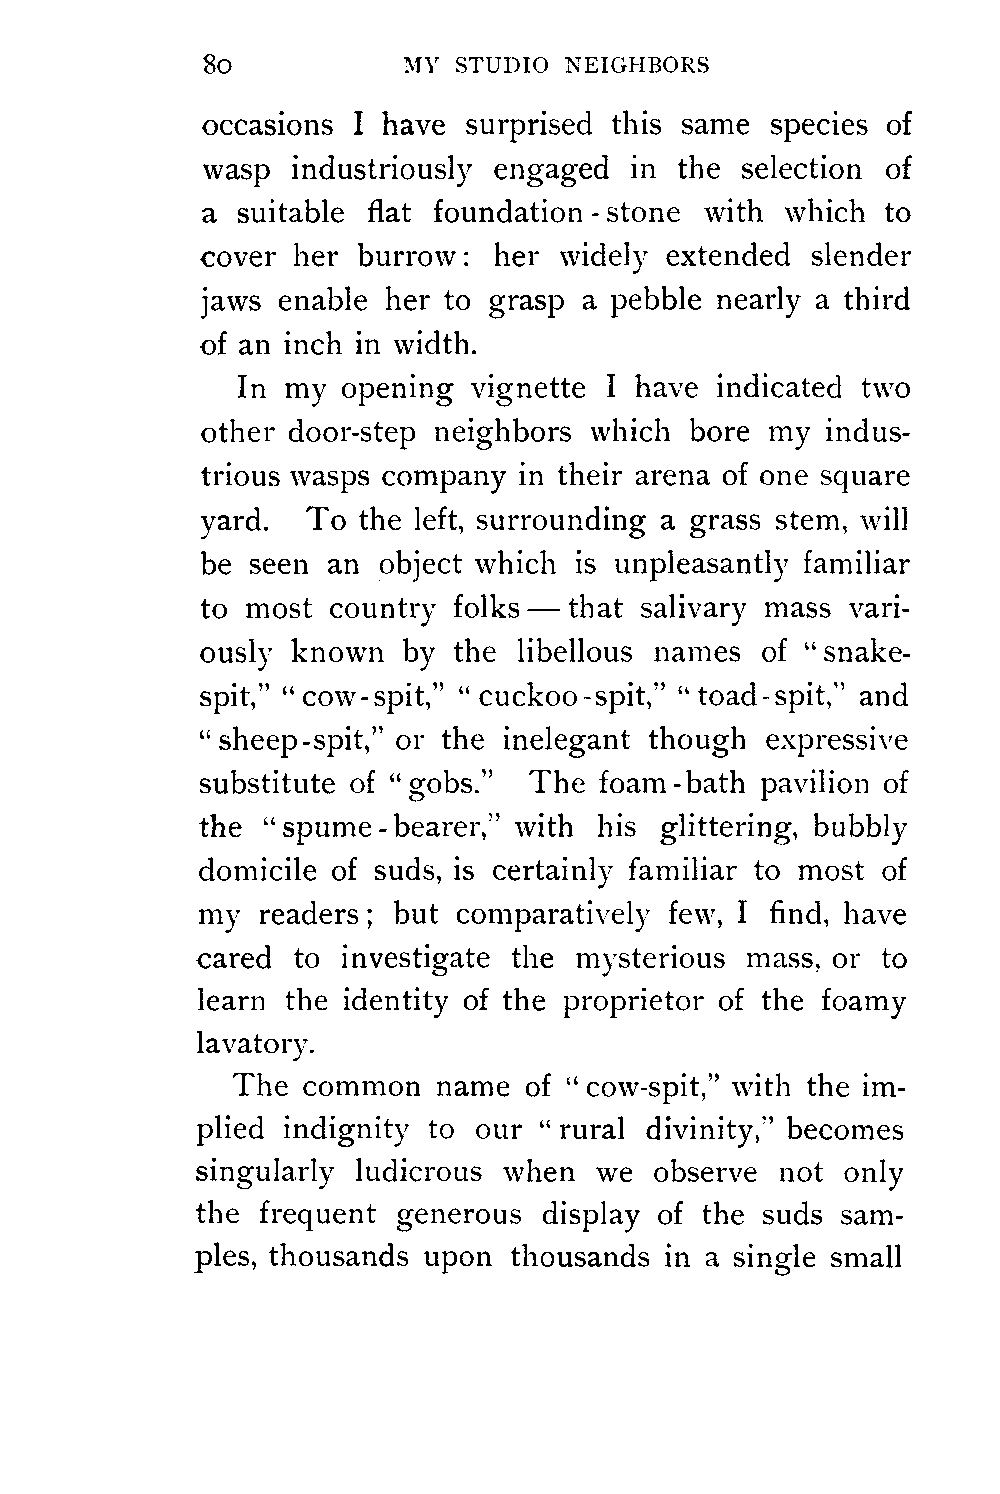 80 MY STUDIO NEIGHBORS
occasions I have surprised this same species of
wasp industriously engaged in the selection of
a suitable flat foundation-stone with which to
cover her burrow: her widely extended slender
jaws enable her to grasp a pebble nearly a third
of an inch in width.
In my opening vignette I have indicated two
other door-step neighbors which bore my indus-
trious wasps company in their arena of one square
yard. To the left, surrounding a grass stem, will
be seen an object which is unpleasantly familiar
to most country folks — that salivary mass vari-
ously known by the libellous names of “snake-
spit,” “cow-spit,” “cuckoo-spit,” “toad-spit,” and
“sheep-spit,” or the inelegant though expressive
substitute of “gobs.” The foam-bath pavilion of
the “spume-bearer,” with his glittering, bubbly
domicile of suds, is certainly familiar to most of
my readers; but comparatively few, I find, have
cared to investigate the mysterious mass, or to
learn the identity of the proprietor of the foamy
lavatory.
The common name of “cow-spit,” with the im-
plied indignity to our “rural divinity,” becomes
singularly ludicrous when we observe not only
the frequent generous display of the suds sam-
ples, thousands upon thousands in a single small